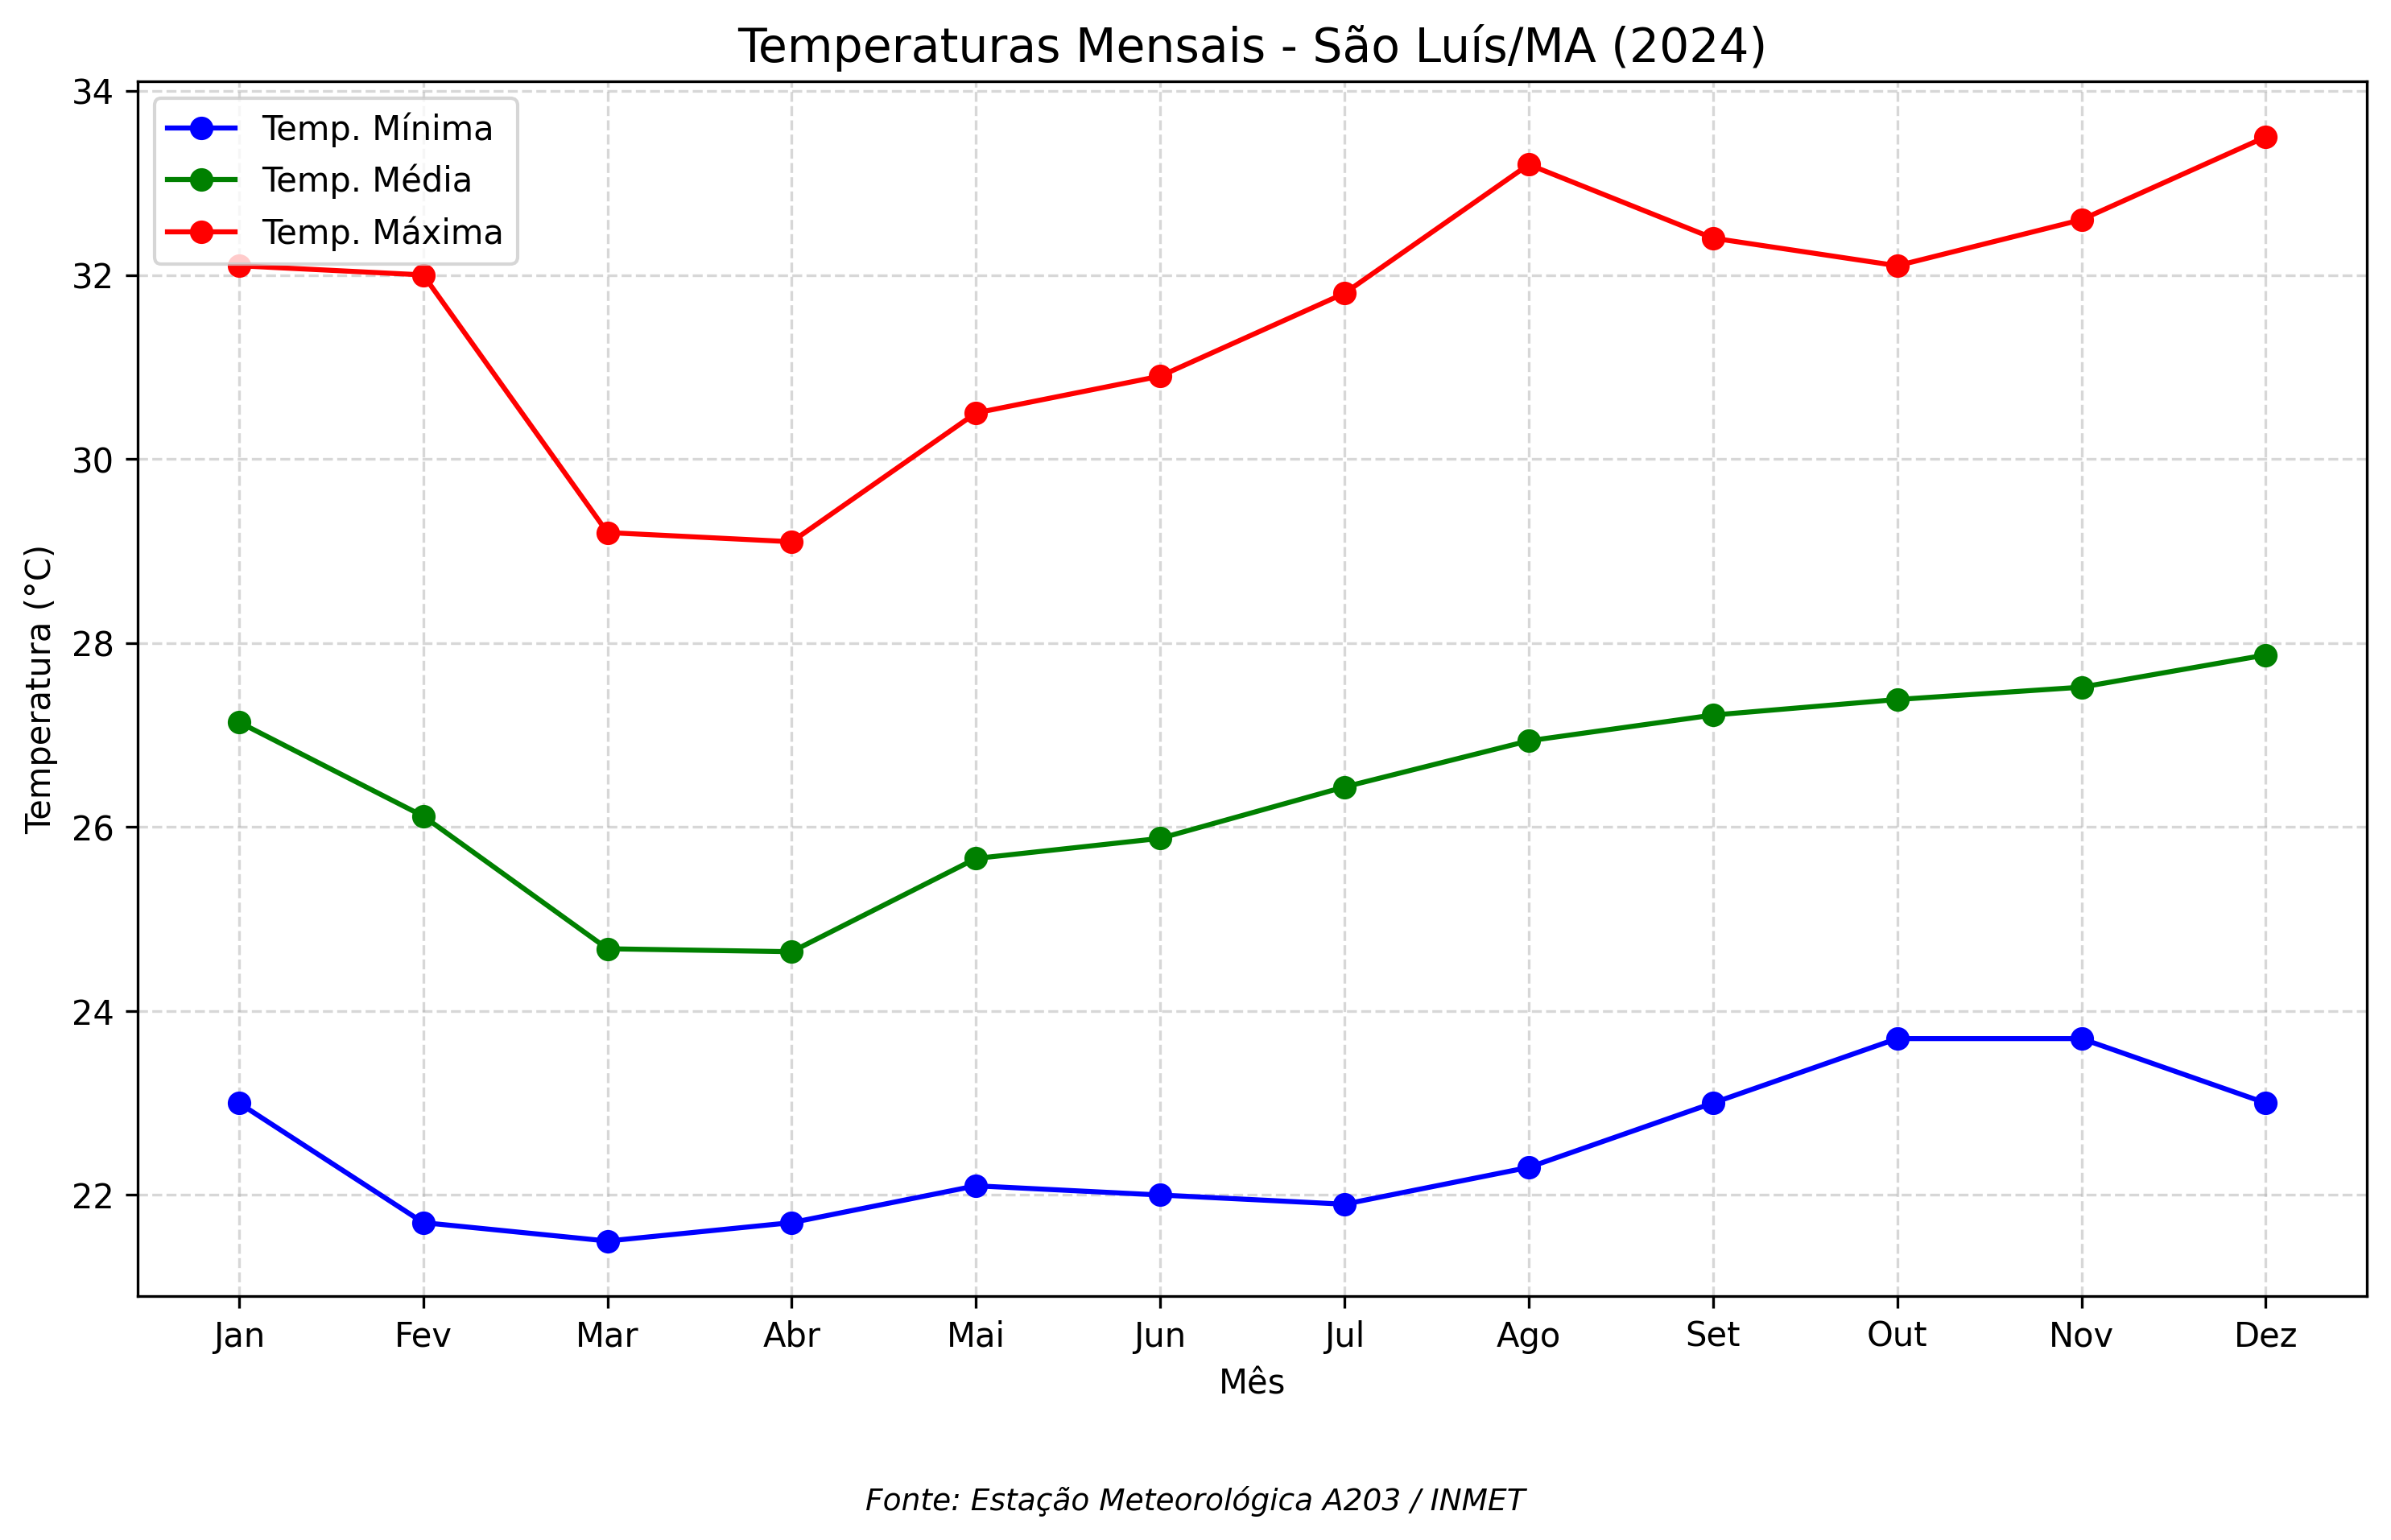 Temperaturas Mensais - São Luís/MA (2024)
34
32
30
28
26
24
22
Temperatura (°C)
Temp. Mínima
Temp. Média
Temp. Máxima
Jan Fev Mar Abr Mai Jun Jul Ago Set Out Nov Dez
Mês
Fonte: Estação Meteorológica A203 / INMET